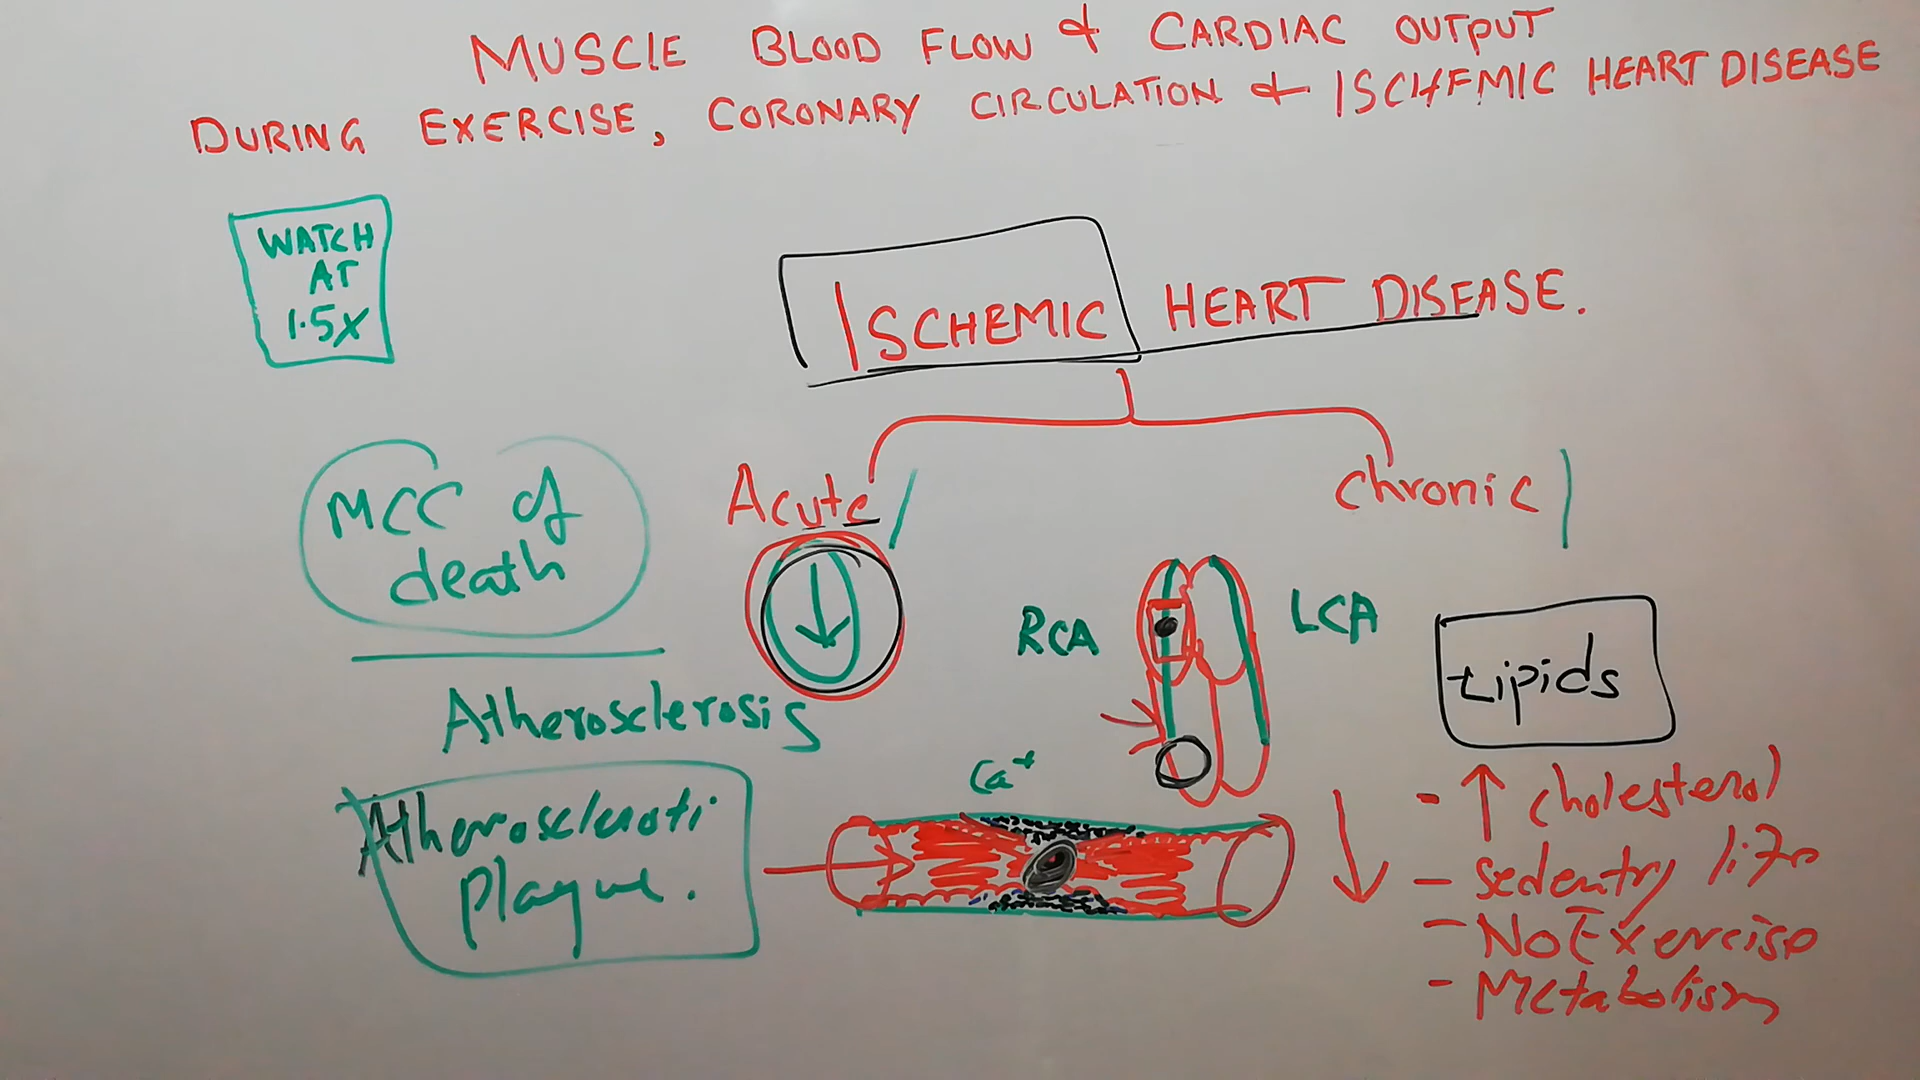 MUSCLE BLOOD FLOW & CARDIAC OUTPUT
DURING EXERCISE, CORONARY CIRCULATION & ISCHEMIC HEART DISEASE
WATCH
AT
1.5X
ISCHEMIC HEART DISEASE.
MCC of
death
Acute
Chronic
RCA
LCA
Lipids
Atherosclerosis
Ca+
Atheroscleroti
plaque.
- ↑ cholesterol
- Sedentry life
- No Exercise
- Metabolism